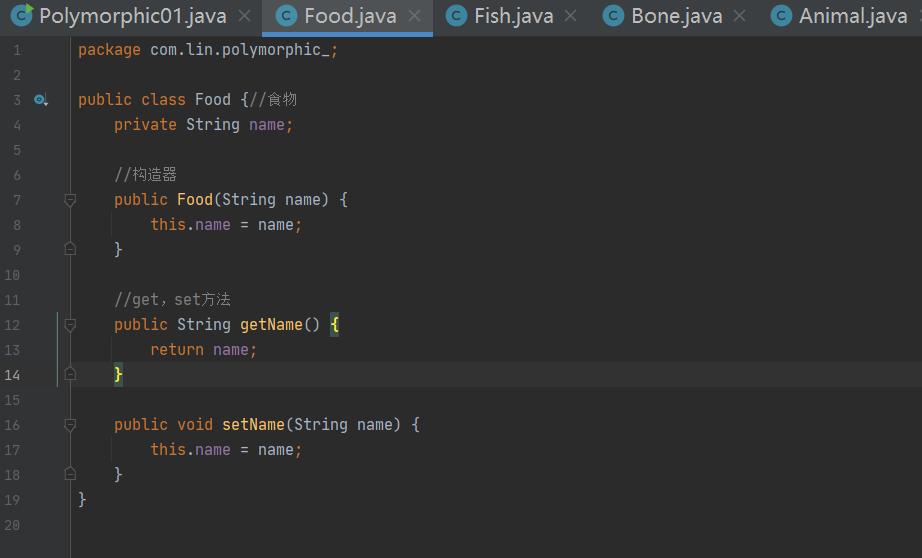 Polymorphic01.java Food.java Fish.java Bone.java Animal.java
1 package com.lin.polymorphic_;
2
3 public class Food {//食物
4 private String name;
5
6 //构造器
7 public Food(String name) {
8 this.name = name;
9 }
10
11 //get，set方法
12 public String getName() {
13 return name;
14 }
15
16 public void setName(String name) {
17 this.name = name;
18 }
19 }
20